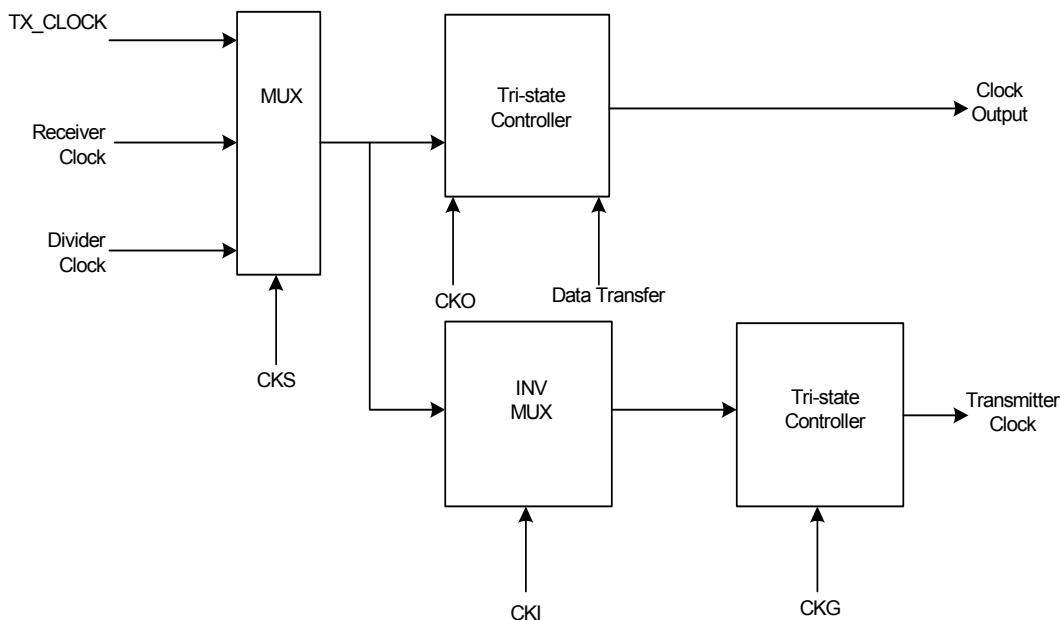 TX_CLOCK
MUX
Receiver
Clock
Divider
Clock
CKS
Tri-state
Controller
Clock
Output
CKO
Data Transfer
INV
MUX
Tri-state
Controller
Transmitter
Clock
CKI
CKG